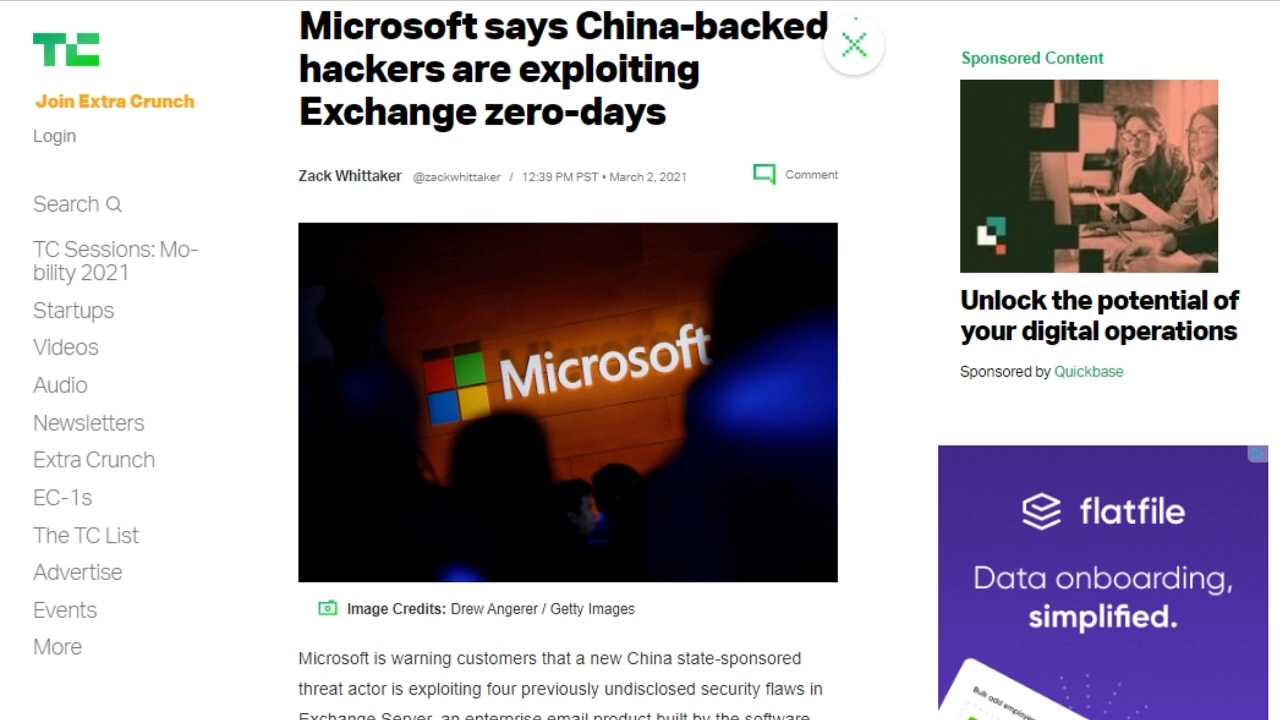 TC
Join Extra Crunch
Login
Search
TC Sessions: Mo-
bility 2021
Startups
Videos
Audio
Newsletters
Extra Crunch
EC-1s
The TC List
Advertise
Events
More
Microsoft says China-backed
hackers are exploiting
Exchange zero-days
Zack Whittaker @zackwhittaker / 12:39 PM PST • March 2, 2021
Comment
Microsoft
Image Credits: Drew Angerer / Getty Images
Microsoft is warning customers that a new China state-sponsored
threat actor is exploiting four previously undisclosed security flaws in
Exchange Server, an enterprise email product built by the software
Sponsored Content
Unlock the potential of
your digital operations
Sponsored by Quickbase
flatfile
Data onboarding,
simplified.
Bulk add employe